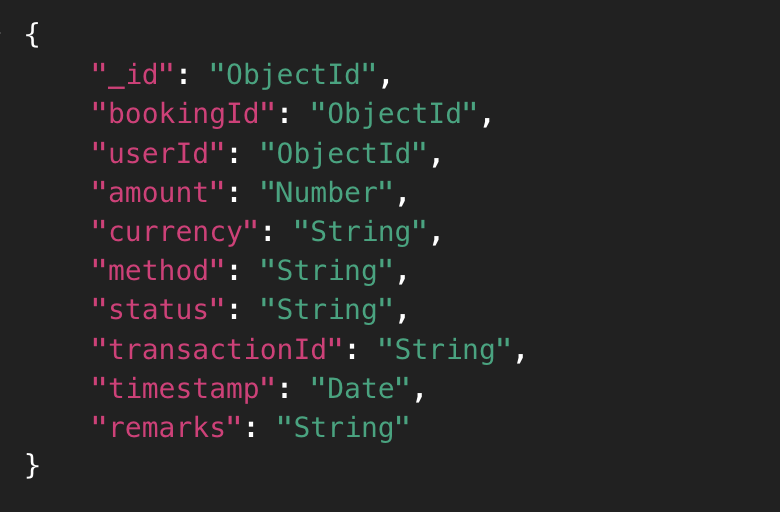 {
"_id": "ObjectId",
"bookingId": "ObjectId",
"userId": "ObjectId",
"amount": "Number",
"currency": "String",
"method": "String",
"status": "String",
"transactionId": "String",
"timestamp": "Date",
"remarks": "String"
}